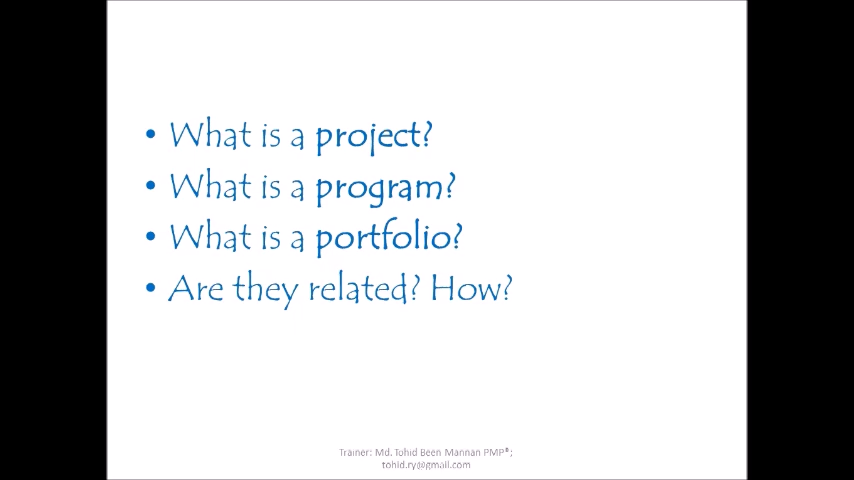 • What is a project?
• What is a program?
• What is a portfolio?
• Are they related? How?
Trainer: Md. Tohid Been Mannan PMP®;
tohid.ry@gmail.com